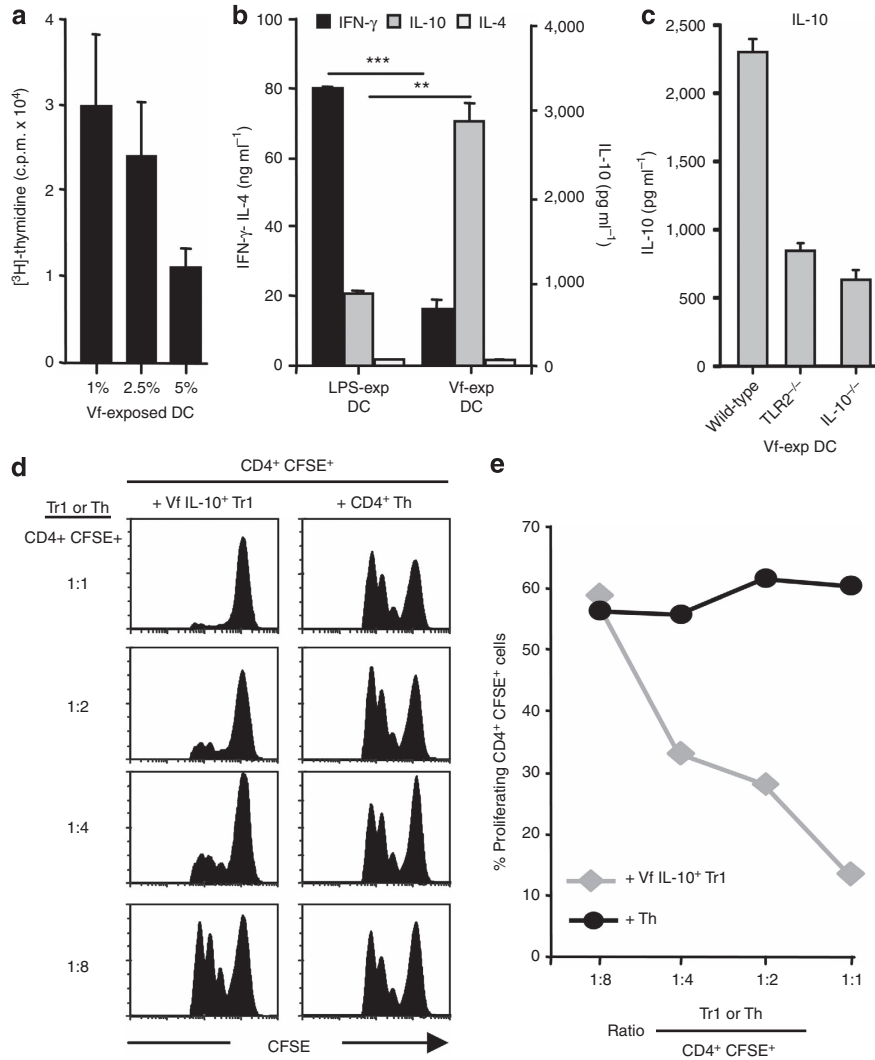 a
[³H]-thymidine (c.p.m. x 10⁴)
4
3
2
1
0
1% 2.5% 5%
Vf-exposed DC
b
IFN-γ IL-10 IL-4
IFN-γ- IL-4 (ng ml⁻¹)
100
80
60
40
20
0
***
**
4,000
3,000
2,000
1,000
0
IL-10 (pg ml⁻¹)
LPS-exp DC
Vf-exp DC
c
IL-10
IL-10 (pg ml⁻¹)
2,500
2,000
1,500
1,000
500
0
Wild-type
TLR2⁻/⁻
IL-10⁻/⁻
Vf-exp DC
d
CD4⁺ CFSE⁺
Tr1 or Th
CD4+ CFSE+
+ Vf IL-10⁺ Tr1
+ CD4⁺ Th
1:1
1:2
1:4
1:8
CFSE
e
% Proliferating CD4⁺ CFSE⁺ cells
70
60
50
40
30
20
10
0
+ Vf IL-10⁺ Tr1
+ Th
1:8 1:4 1:2 1:1
Ratio
Tr1 or Th
CD4⁺ CFSE⁺